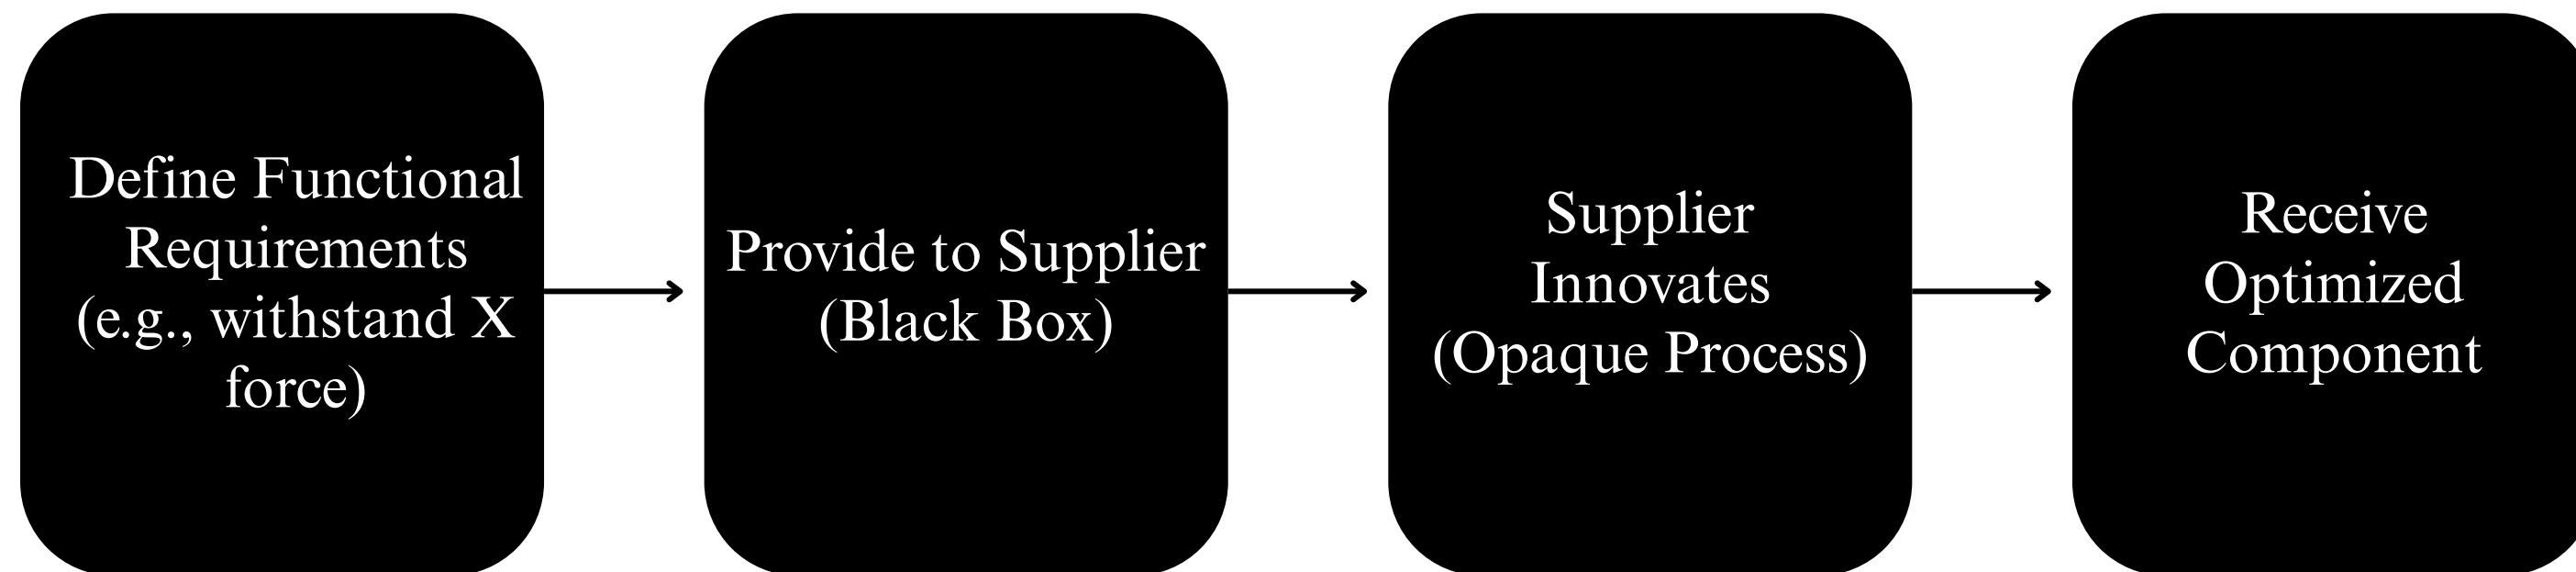 Define Functional
Requirements
(e.g., withstand X
force)
Provide to Supplier
(Black Box)
Supplier
Innovates
(Opaque Process)
Receive
Optimized
Component